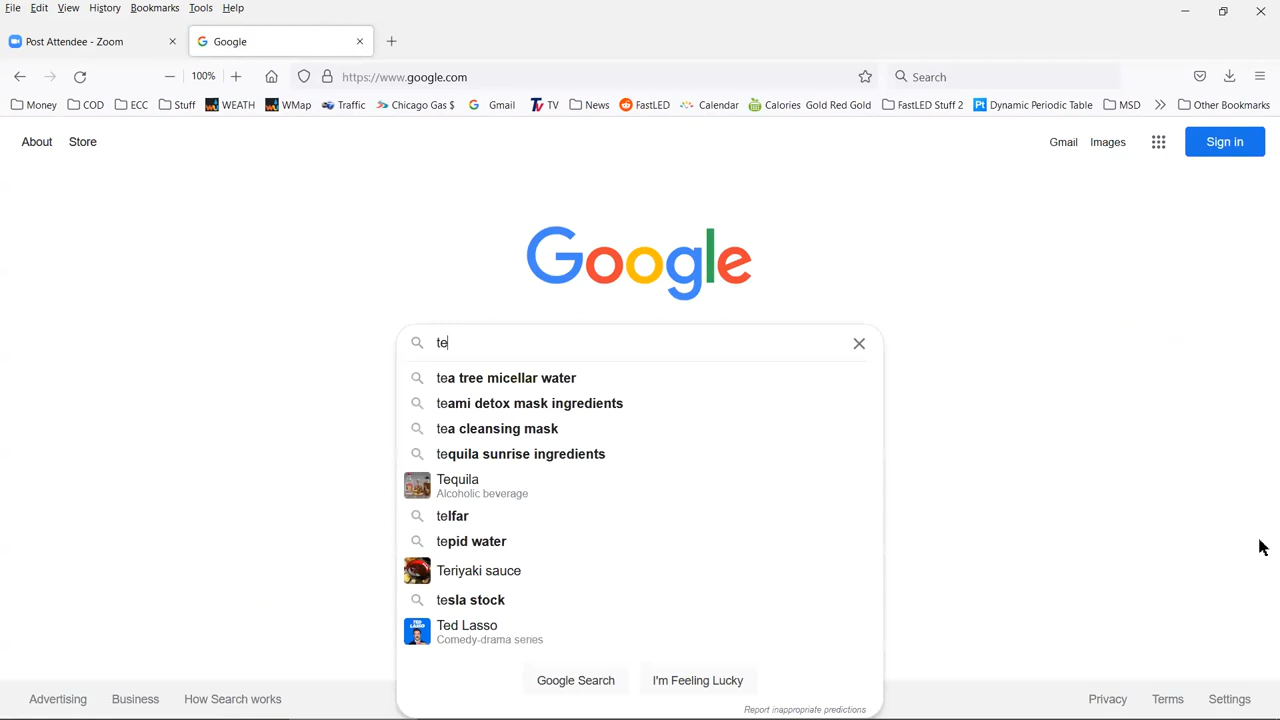 File Edit View History Bookmarks Tools Help
Post Attendee - Zoom
Google
100%
https://www.google.com
Search
Money COD ECC Stuff WEATH WMap Traffic Chicago Gas $ Gmail TV News FastLED Calendar Calories Gold Red Gold FastLED Stuff 2 Dynamic Periodic Table MSD Other Bookmarks
About Store
Gmail Images Sign in
Google
te
tea tree micellar water
teami detox mask ingredients
tea cleansing mask
tequila sunrise ingredients
Tequila
Alcoholic beverage
telfar
tepid water
Teriyaki sauce
tesla stock
Ted Lasso
Comedy-drama series
Google Search I'm Feeling Lucky
Report inappropriate predictions
Advertising Business How Search works
Privacy Terms Settings